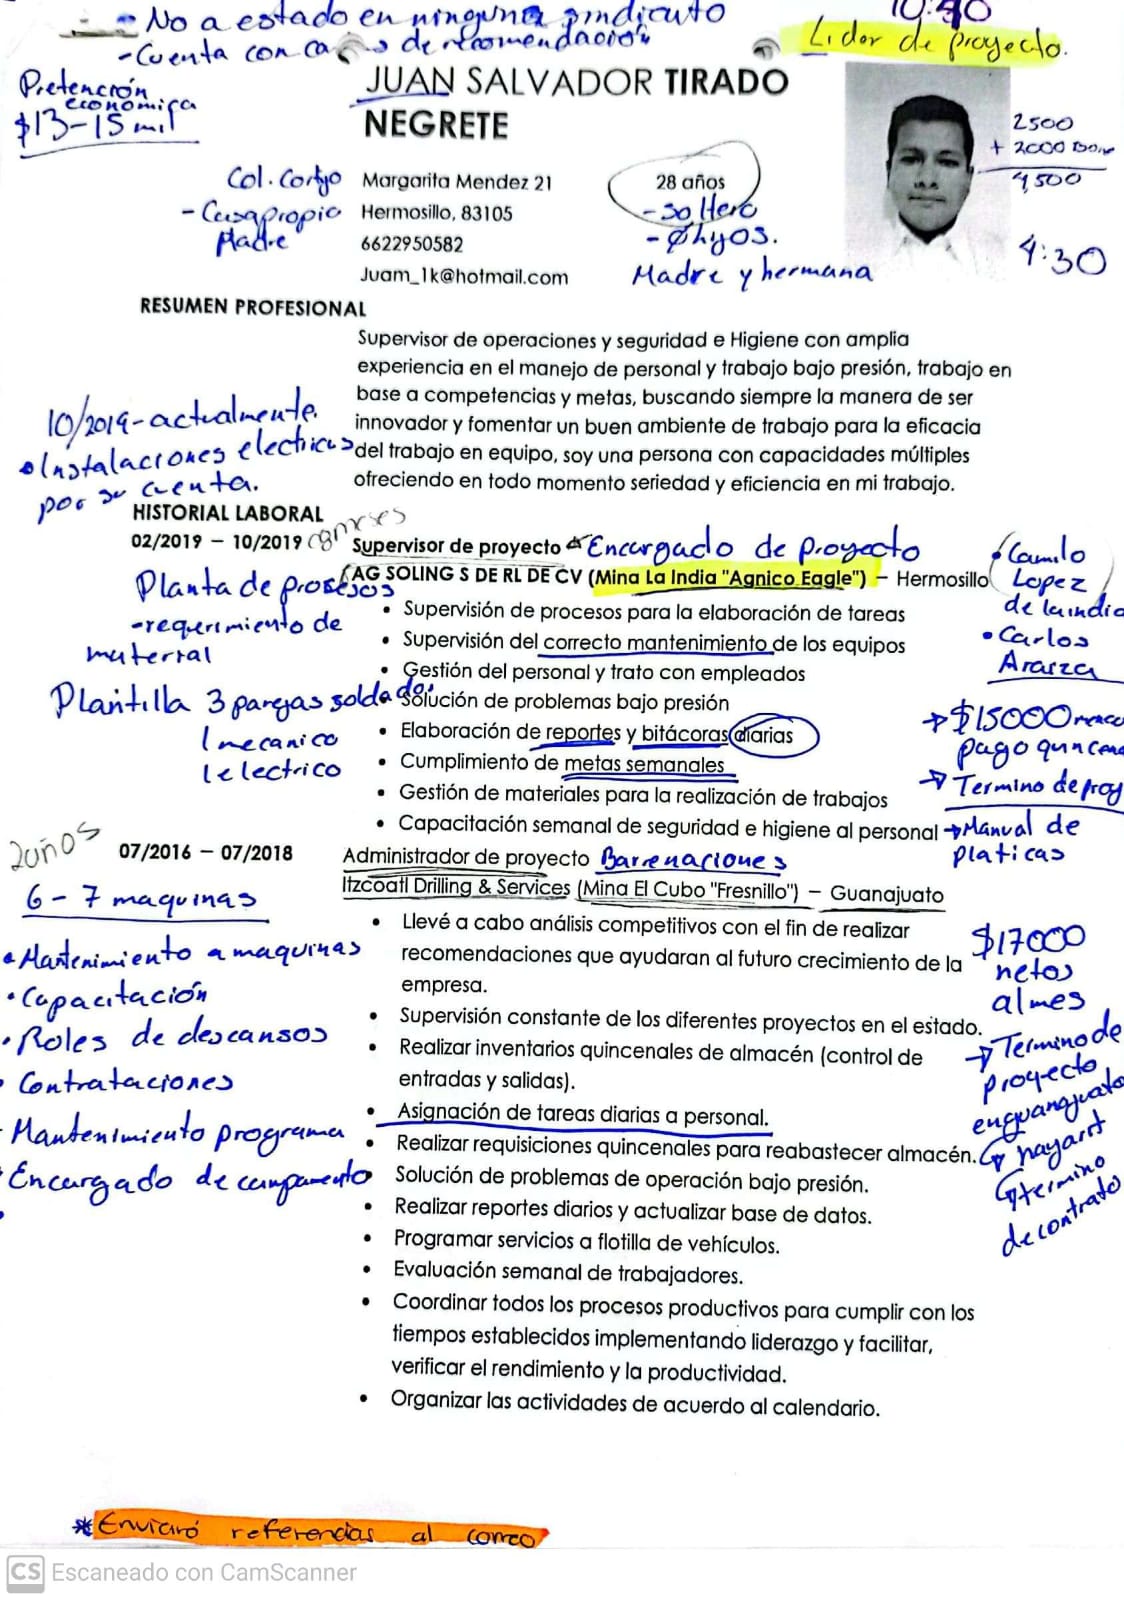 - No a estado en ninguna sindicato
- Cuenta con de recomendación
10:
Lider de proyecto.
Pretención
economica
$13-15 mil
JUAN SALVADOR TIRADO
NEGRETE
2500
+ 2000
4,500
4:30
Col. Cortijo
- Casa propia
Madre
Margarita Mendez 21
Hermosillo, 83105
6622950582
Juam_1k@hotmail.com
28 años
- Soltero
- Ø hijos.
Madre y hermana
RESUMEN PROFESIONAL
Supervisor de operaciones y seguridad e Higiene con amplia
experiencia en el manejo de personal y trabajo bajo presión, trabajo en
base a competencias y metas, buscando siempre la manera de ser
innovador y fomentar un buen ambiente de trabajo para la eficacia
del trabajo en equipo, soy una persona con capacidades múltiples
ofreciendo en todo momento seriedad y eficiencia en mi trabajo.
10/2019 - actualmente.
• Instalaciones electricas
por su cuenta.
HISTORIAL LABORAL
02/2019 – 10/2019
8 meses
Supervisor de proyecto
Encargado de proyecto
AG SOLING S DE RL DE CV (Mina La India "Agnico Eagle") – Hermosillo
• Supervisión de procesos para la elaboración de tareas
• Supervisión del correcto mantenimiento de los equipos
• Gestión del personal y trato con empleados
• Solución de problemas bajo presión
• Elaboración de reportes y bitácoras diarias
• Cumplimiento de metas semanales
• Gestión de materiales para la realización de trabajos
• Capacitación semanal de seguridad e higiene al personal
Planta de procesos
- requerimiento de
material
Plantilla 3 parejas
1 mecanico
1 electrico
• Camilo
Lopez
de la india
• Carlos
Araiza
→ $15000
pago
→ Termino de proy
→ Manual de
platicas
2 años
07/2016 – 07/2018
Administrador de proyecto
Barrenaciones
Itzcoatl Drilling & Services (Mina El Cubo "Fresnillo") – Guanajuato
• Llevé a cabo análisis competitivos con el fin de realizar
recomendaciones que ayudaran al futuro crecimiento de la
empresa.
• Supervisión constante de los diferentes proyectos en el estado.
• Realizar inventarios quincenales de almacén (control de
entradas y salidas).
• Asignación de tareas diarias a personal.
• Realizar requisiciones quincenales para reabastecer almacén.
• Solución de problemas de operación bajo presión.
• Realizar reportes diarios y actualizar base de datos.
• Programar servicios a flotilla de vehículos.
• Evaluación semanal de trabajadores.
• Coordinar todos los procesos productivos para cumplir con los
tiempos establecidos implementando liderazgo y facilitar,
verificar el rendimiento y la productividad.
• Organizar las actividades de acuerdo al calendario.
6 - 7 maquinas
• Mantenimiento a maquinas
• Capacitación
• Roles de descansos
• Contrataciones
Mantenimiento programa
• Encargado de campamento
$17000
netos
al mes
→ Termino de
proyecto
en guanajuato
nayarit
termino
de contrato
* Enviaró referencias al correo
CS Escaneado con CamScanner